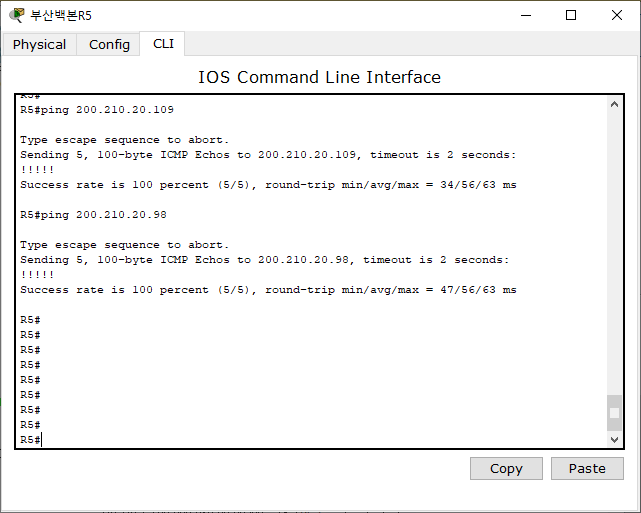 부산백본R5
Physical Config CLI
IOS Command Line Interface
R5#
R5#ping 200.210.20.109
Type escape sequence to abort.
Sending 5, 100-byte ICMP Echos to 200.210.20.109, timeout is 2 seconds:
!!!!!
Success rate is 100 percent (5/5), round-trip min/avg/max = 34/56/63 ms
R5#ping 200.210.20.98
Type escape sequence to abort.
Sending 5, 100-byte ICMP Echos to 200.210.20.98, timeout is 2 seconds:
!!!!!
Success rate is 100 percent (5/5), round-trip min/avg/max = 47/56/63 ms
R5#
R5#
R5#
R5#
R5#
R5#
R5#
R5#
R5#
Copy Paste